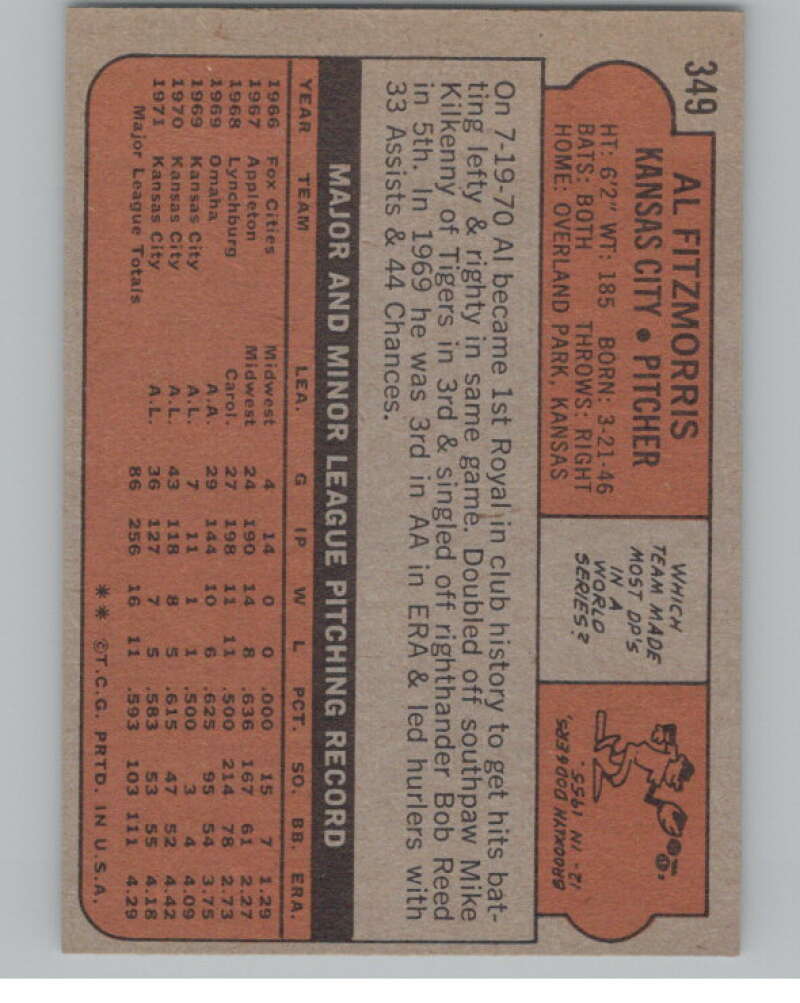 349
AL FITZMORRIS
KANSAS CITY • PITCHER
HT: 6'2" WT: 185 BORN: 3-21-46
BATS: BOTH THROWS: RIGHT
HOME: OVERLAND PARK, KANSAS
WHICH
TEAM MADE
MOST DP'S
IN A
WORLD
SERIES?
12 - IN 1955 -
BROOKLYN DODGERS.
On 7-19-70 Al became 1st Royal in club history to get hits bat-
ting lefty & righty in same game. Doubled off southpaw Mike
Kilkenny of Tigers in 3rd & singled off righthander Bob Reed
in 5th. In 1969 he was 3rd in AA in ERA & led hurlers with
33 Assists & 44 Chances.
MAJOR AND MINOR LEAGUE PITCHING RECORD
YEAR TEAM LEA. G IP W L PCT. SO. BB. ERA.
1966 Fox Cities Midwest 4 14 0 0 .000 15 7 1.29
1967 Appleton Midwest 24 190 14 8 .636 167 61 2.27
1968 Lynchburg Carol. 27 198 11 11 .500 214 78 2.73
1969 Omaha A.A. 29 144 10 6 .625 95 54 3.75
1969 Kansas City A.L. 7 11 1 1 .500 3 4 4.09
1970 Kansas City A.L. 43 118 8 5 .615 47 52 4.42
1971 Kansas City A.L. 36 127 7 5 .583 53 55 4.18
Major League Totals 86 256 16 11 .593 103 111 4.29
** ©T.C.G. PRTD. IN U.S.A.